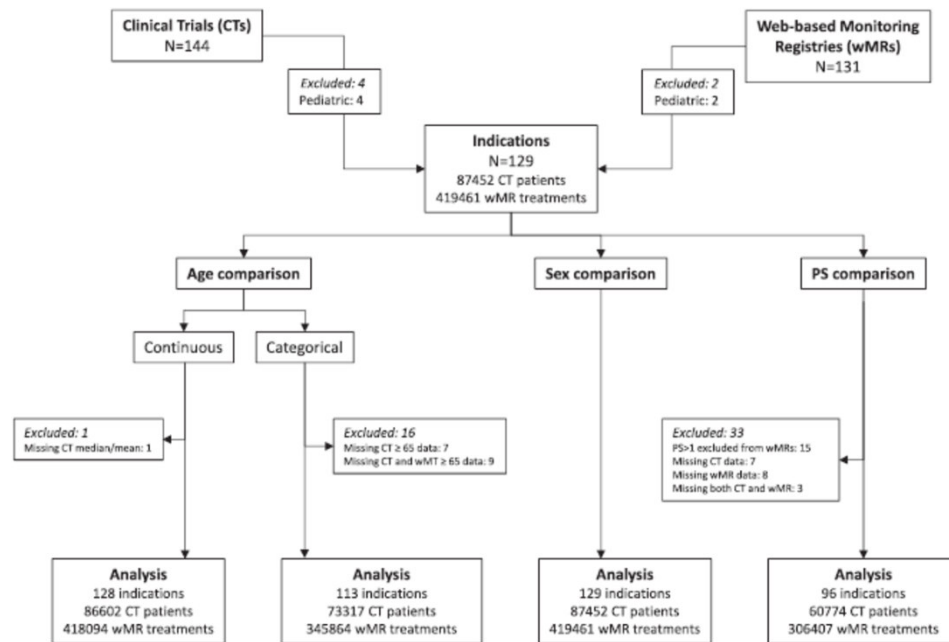 Clinical Trials (CTs)
N=144
Web-based Monitoring
Registries (wMRs)
N=131
Excluded: 4
Pediatric: 4
Excluded: 2
Pediatric: 2
Indications
N=129
87452 CT patients
419461 wMR treatments
Age comparison
Sex comparison
PS comparison
Continuous
Categorical
Excluded: 1
Missing CT median/mean: 1
Excluded: 16
Missing CT ≥ 65 data: 7
Missing CT and wMT ≥ 65 data: 9
Excluded: 33
PS>1 excluded from wMRs: 15
Missing CT data: 7
Missing wMR data: 8
Missing both CT and wMR: 3
Analysis
128 indications
86602 CT patients
418094 wMR treatments
Analysis
113 indications
73317 CT patients
345864 wMR treatments
Analysis
129 indications
87452 CT patients
419461 wMR treatments
Analysis
96 indications
60774 CT patients
306407 wMR treatments